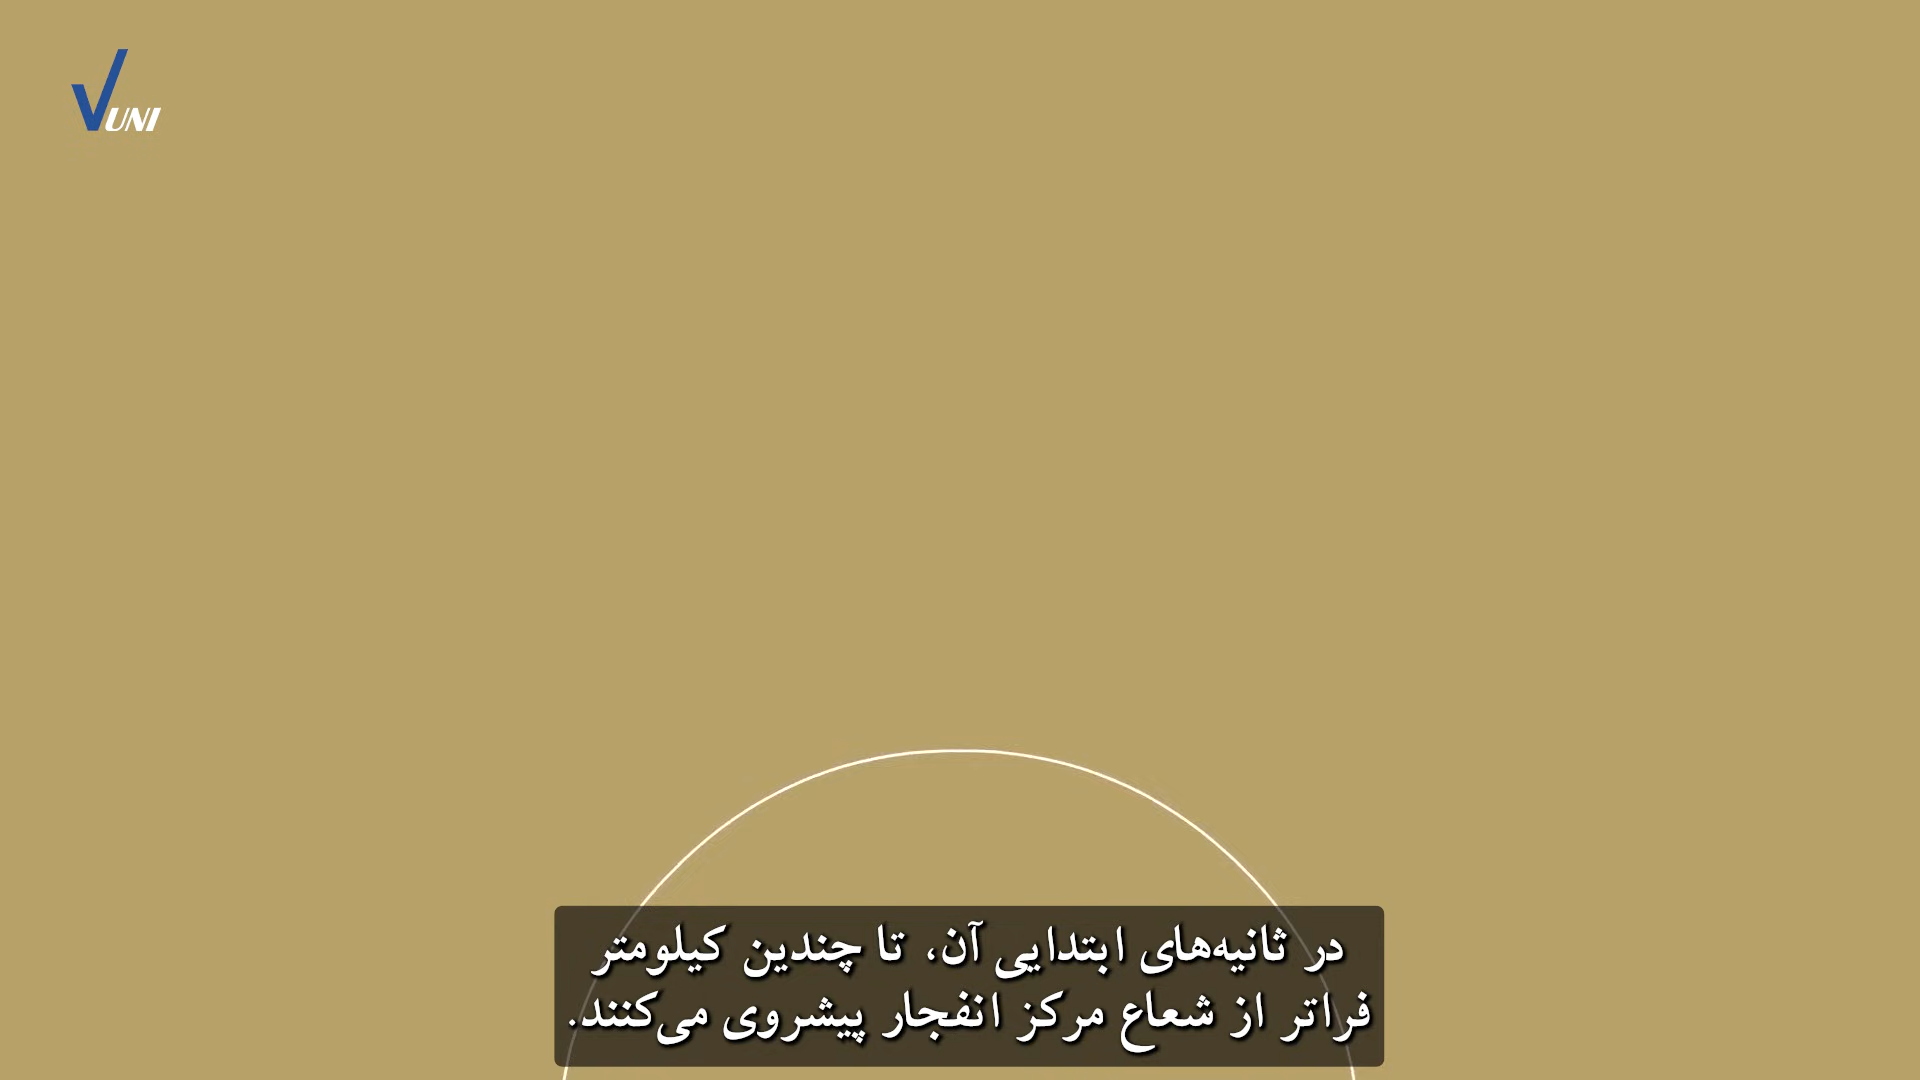 VUNI
در ثانیه‌های ابتدایی آن، تا چندین کیلومتر
فراتر از شعاع مرکز انفجار پیشروی می‌کنند.